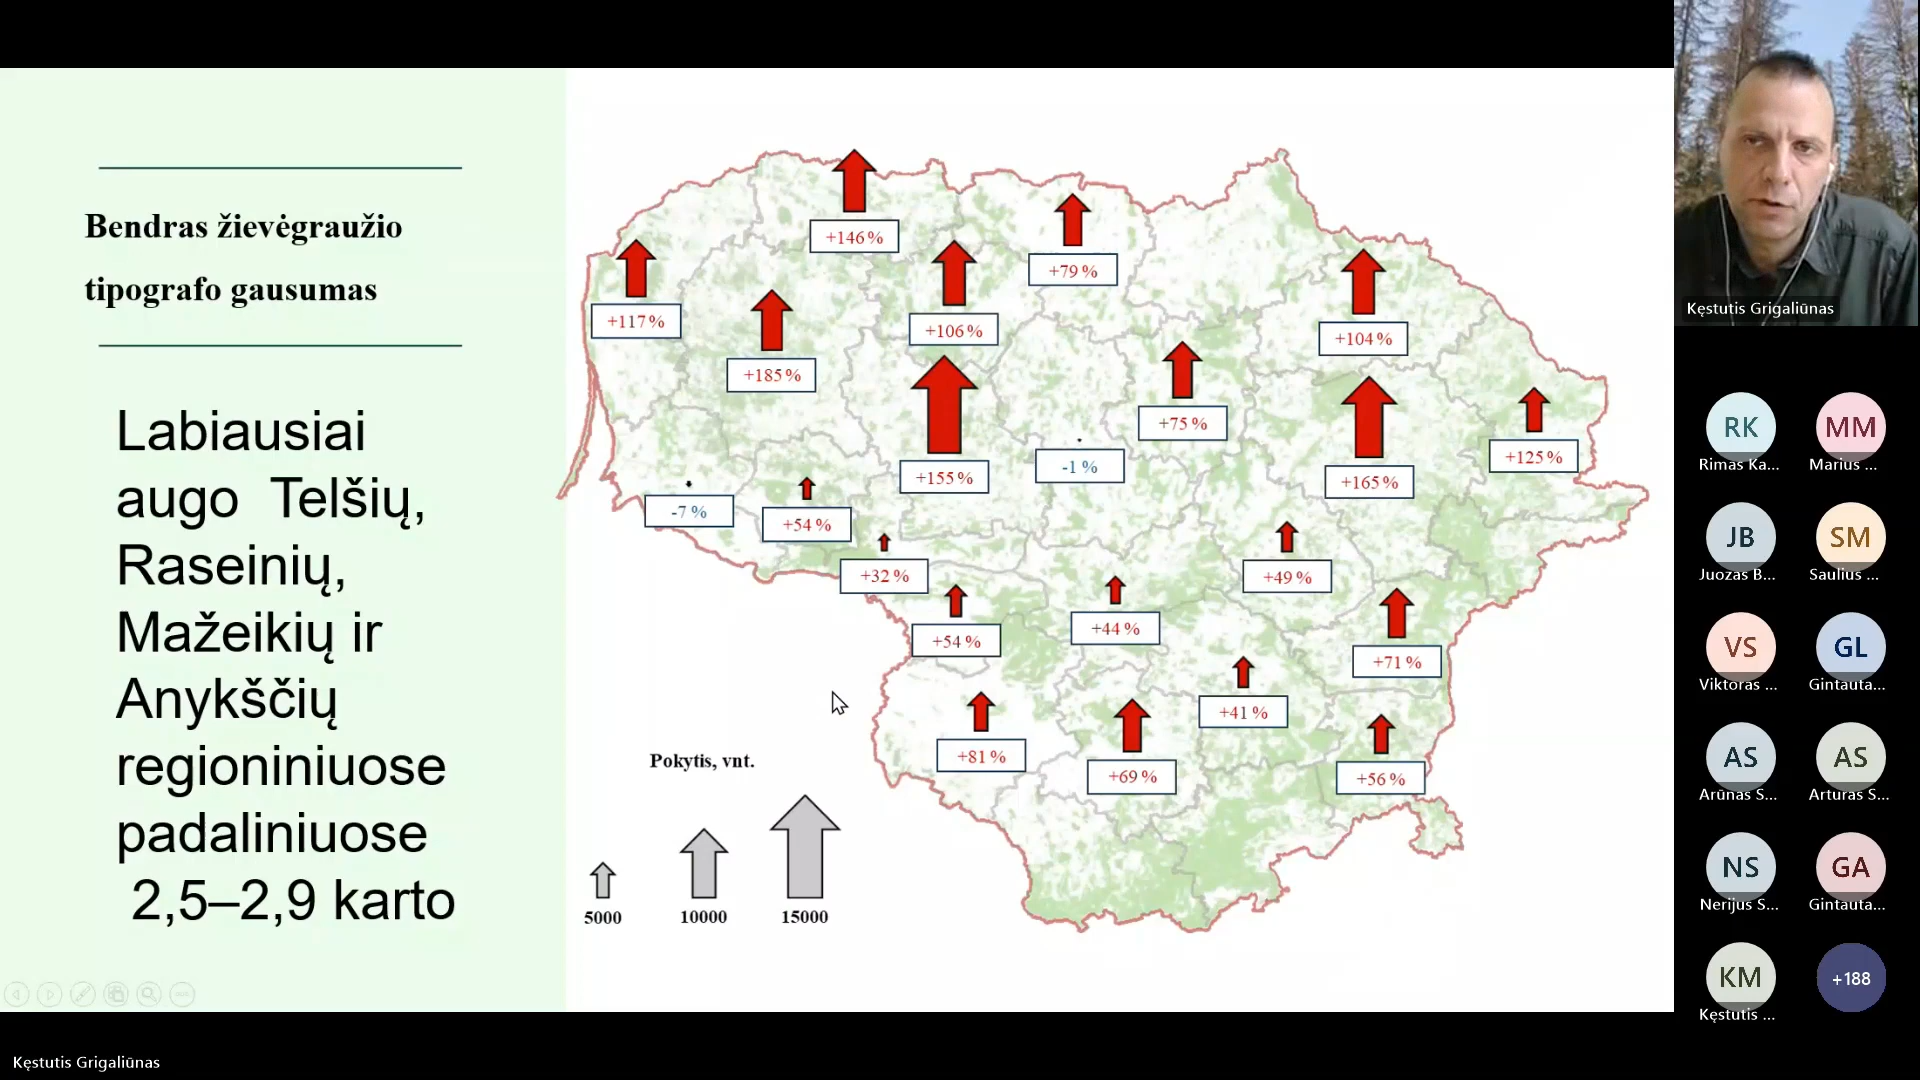 Bendras žievėgraužio
tipografo gausumas
Labiausiai
augo Telšių,
Raseinių,
Mažeikių ir
Anykščių
regioniniuose
padaliniuose
2,5–2,9 karto
+146 %
+79 %
+117 %
+106 %
+104 %
+185 %
+75 %
+155 %
-1 %
+125 %
+165 %
-7 %
+54 %
+32 %
+49 %
+54 %
+44 %
+71 %
+41 %
+81 %
+69 %
+56 %
Pokytis, vnt.
5000
10000
15000
Kęstutis Grigaliūnas
RK
Rimas Ka...
MM
Marius ...
JB
Juozas B...
SM
Saulius ...
VS
Viktoras ...
GL
Gintauta...
AS
Arūnas S...
AS
Arturas S...
NS
Nerijus S...
GA
Gintauta...
KM
Kęstutis ...
+188
Kęstutis Grigaliūnas